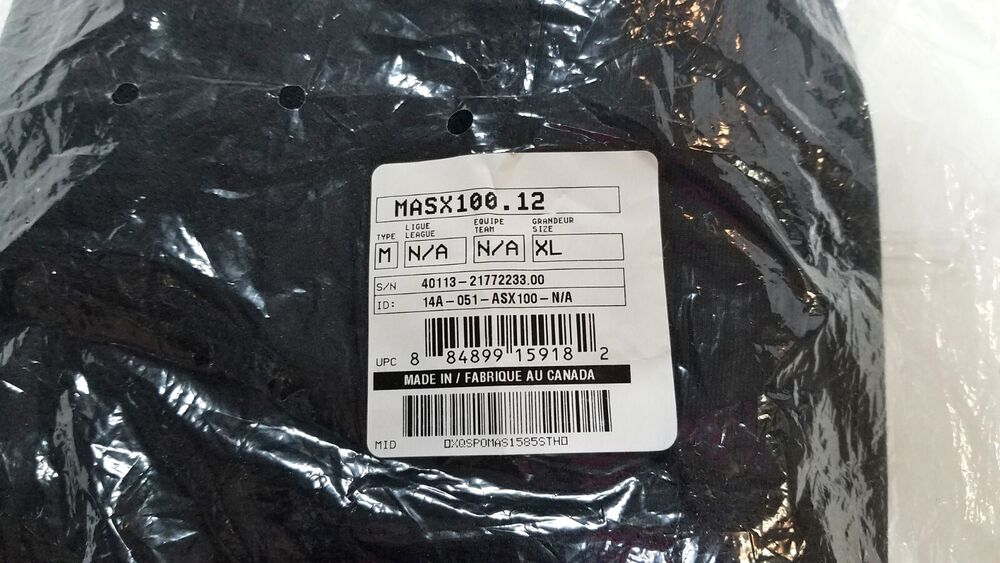 MASX100.12
TYPE LIGUE LEAGUE EQUIPE TEAM GRANDEUR SIZE
M N/A N/A XL
S/N 40113-21772233.00
ID: 14A-051-ASX100-N/A
UPC 8 84899 15918 2
MADE IN / FABRIQUE AU CANADA
MID 0XQSPOMAS1585STH0